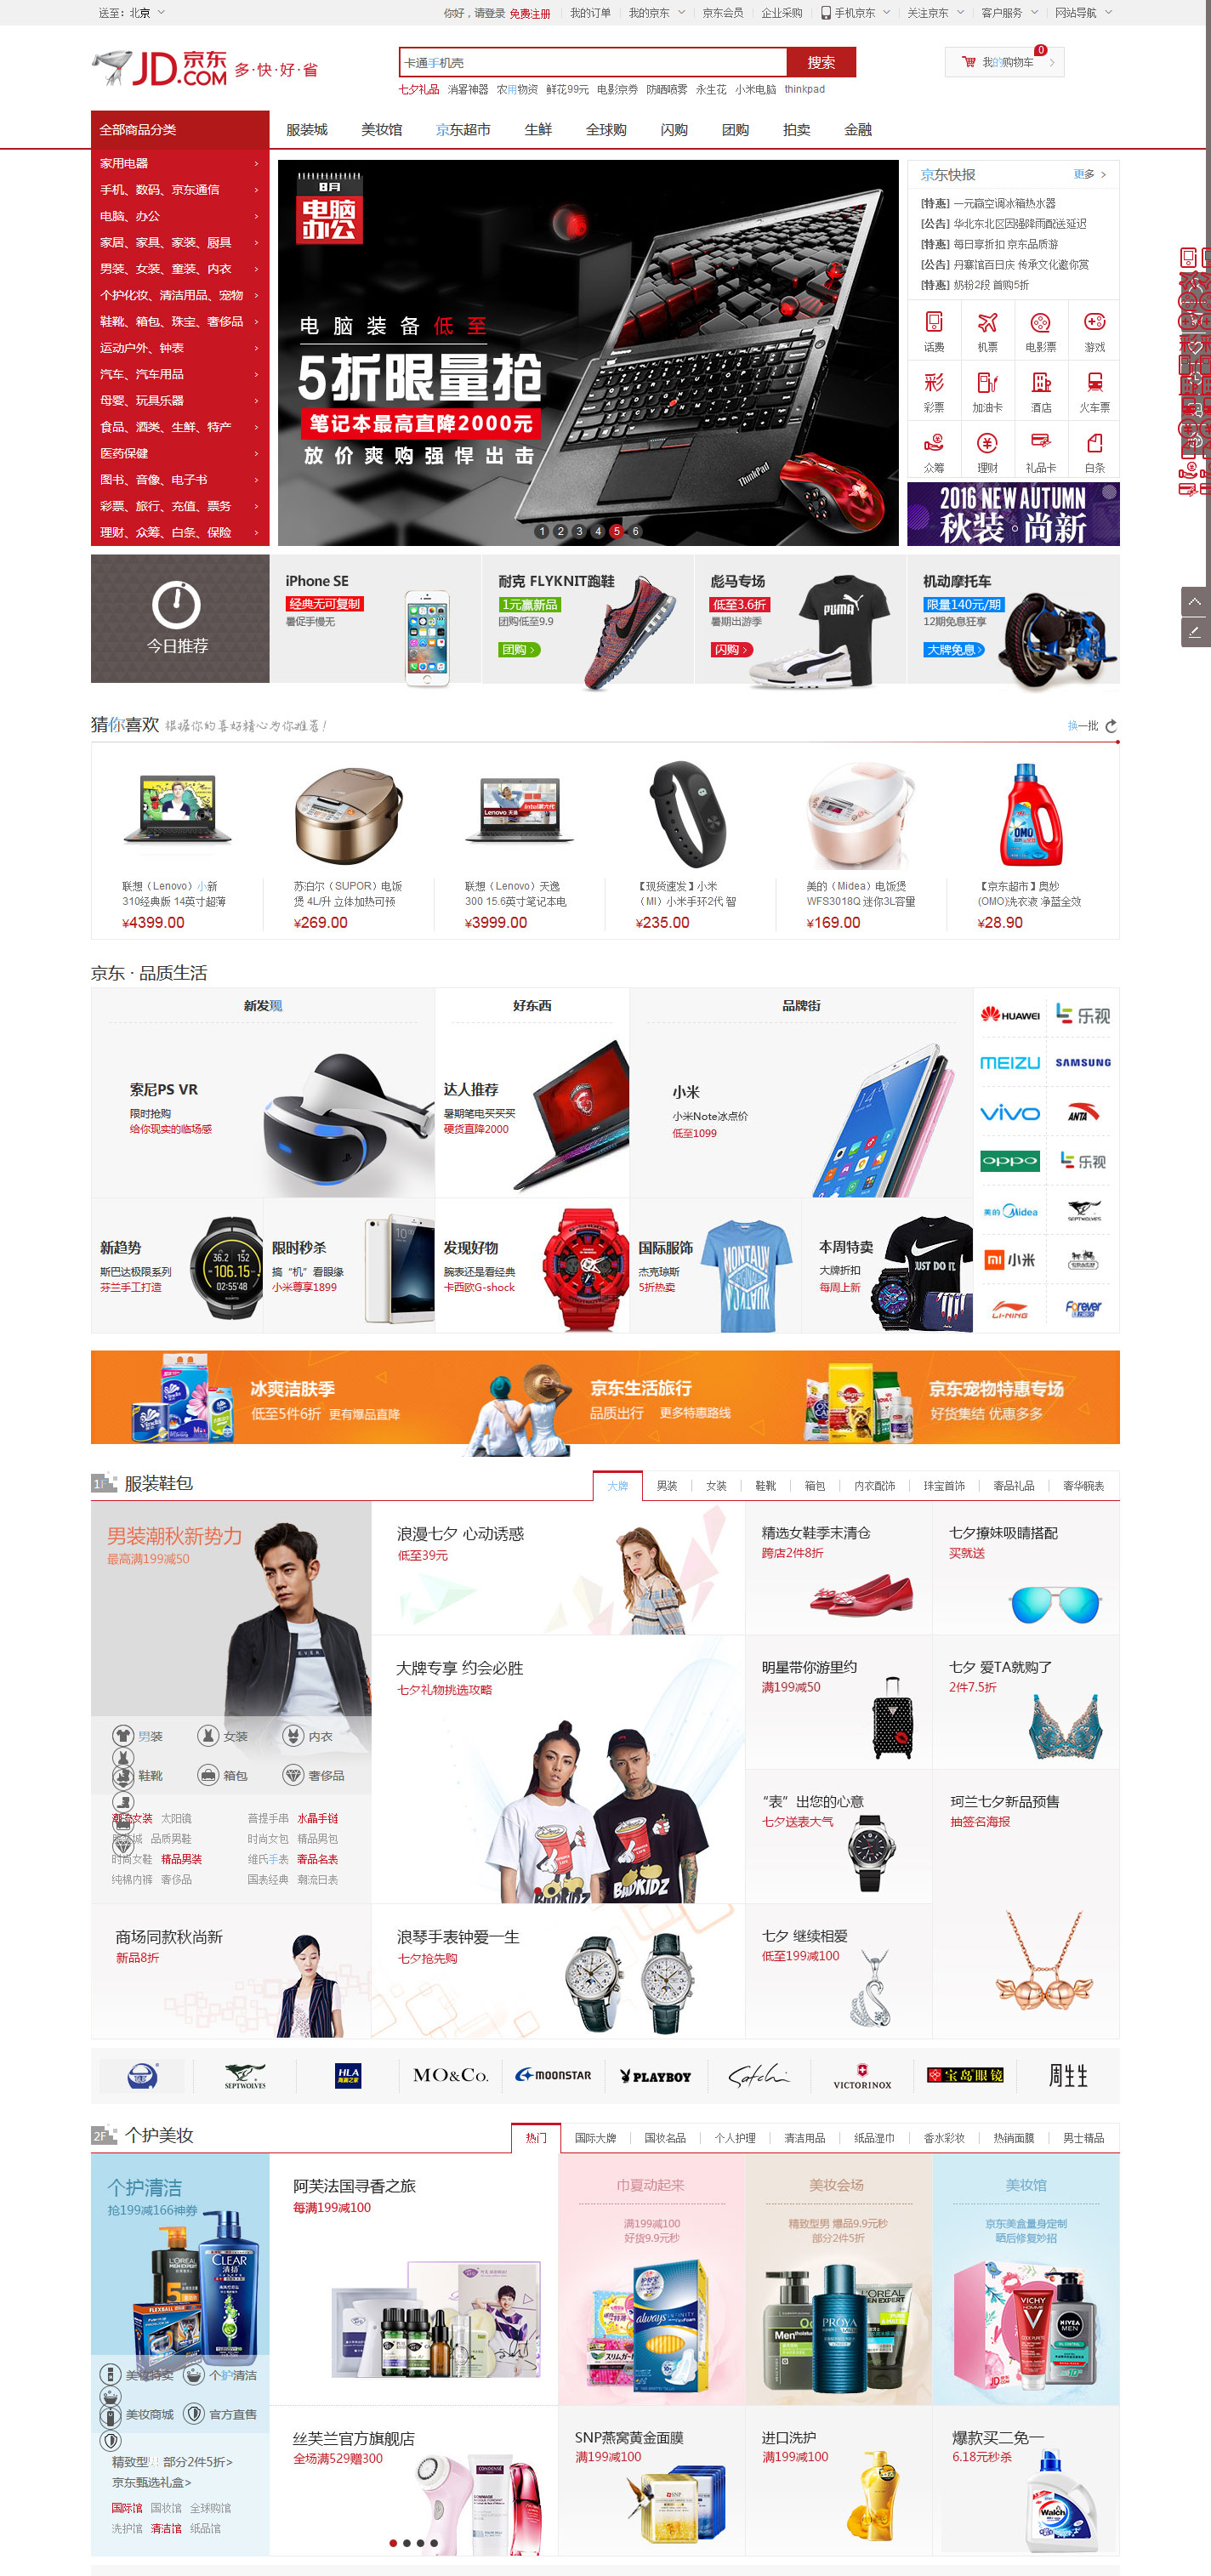 送至：北京
你好，请登录 免费注册 我的订单 我的京东 京东会员 企业采购 手机京东 关注京东 客户服务 网站导航
JD.COM 京东 多·快·好·省
卡通手机壳 搜索
我的购物车 0
七夕礼品 消署神器 农用物资 鲜花99元 电影京券 防晒喷雾 永生花 小米电脑 thinkpad
全部商品分类 服装城 美妆馆 京东超市 生鲜 全球购 闪购 团购 拍卖 金融
家用电器
手机、数码、京东通信
电脑、办公
家居、家具、家装、厨具
男装、女装、童装、内衣
个护化妆、清洁用品、宠物
鞋靴、箱包、珠宝、奢侈品
运动户外、钟表
汽车、汽车用品
母婴、玩具乐器
食品、酒类、生鲜、特产
医药保健
图书、音像、电子书
彩票、旅行、充值、票务
理财、众筹、白条、保险
8月
电脑
办公
电脑装备 低至
5折限量抢
笔记本最高直降2000元
放价爽购强悍出击
ThinkPad
1 2 3 4 5 6
京东快报 更多 >
[特惠] 一元赢空调冰箱热水器
[公告] 华北东北区因强降雨配送延迟
[特惠] 每日享折扣 京东品质游
[公告] 丹寨馆百日庆 传承文化邀你赏
[特惠] 奶粉2段 首购5折
话费 机票 电影票 游戏
彩票 加油卡 酒店 火车票
众筹 理财 礼品卡 白条
2016 NEW AUTUMN
秋装。尚新
今日推荐
iPhone SE
经典无可复制
暑促手慢无
耐克 FLYKNIT跑鞋
1元赢新品
团购低至9.9
团购 >
彪马专场
低至3.6折
暑期出游季
闪购 >
PUMA
机动摩托车
限量140元/期
12期免息狂享
大牌免息 >
猜你喜欢 根据你的喜好精心为你推荐！ 换一批
联想（Lenovo）小新
310经典版 14英寸超薄
¥4399.00
苏泊尔（SUPOR）电饭
煲 4L/升 立体加热可预
¥269.00
联想（Lenovo）天逸
300 15.6英寸笔记本电
¥3999.00
【现货速发】小米
（MI）小米手环2代 智
¥235.00
美的（Midea）电饭煲
WFS3018Q 迷你3L容量
¥169.00
【京东超市】奥妙
(OMO)洗衣液 净蓝全效
¥28.90
京东 · 品质生活
新发现 好东西 品牌街
索尼PS VR
限时抢购
给你现实的临场感
达人推荐
暑期笔电买买买
硬货直降2000
小米
小米Note冰点价
低至1099
新趋势
斯巴达极限系列
芬兰手工打造
限时秒杀
搞“机”看眼缘
小米尊享1899
发现好物
腕表还是看经典
卡西欧G-shock
国际服饰
杰克琼斯
5折热卖
本周特卖
大牌折扣
每周上新
JUST DO IT.
HUAWEI 乐视
MEIZU SAMSUNG
vivo ANTA
oppo 乐视
美的 Midea SEPTWOLVES
小米
LI-NING Forever
冰爽洁肤季
低至5件6折 更有爆品直降
京东生活旅行
品质出行 更多特惠路线
京东宠物特惠专场
好货集结 优惠多多
服装鞋包 大牌 男装 女装 鞋靴 箱包 内衣配饰 珠宝首饰 奢品礼品 奢华腕表
男装潮秋新势力
最高满199减50
男装 女装 内衣
鞋靴 箱包 奢侈品
潮流女装 太阳镜 菩提手串 水晶手链
品质男鞋 时尚女包 精品男包
时尚女鞋 精品男装 维氏手表 奢品名表
纯棉内裤 奢侈品 国表经典 潮流日表
商场同款秋尚新
新品8折
浪漫七夕 心动诱惑
低至39元
大牌专享 约会必胜
七夕礼物挑选攻略
BADKIDZ BADKIDZ
浪琴手表钟爱一生
七夕抢先购
精选女鞋季末清仓
跨店2件8折
七夕撩妹吸睛搭配
买就送
明星带你游里约
满199减50
七夕 爱TA就购了
2件7.5折
“表”出您的心意
七夕送表大气
珂兰七夕新品预售
抽签名海报
七夕 继续相爱
低至199减100
SEPTWOLVES HLA MO&Co. MOONSTAR PLAYBOY Satchi VICTORINOX 宝岛眼镜 周生生
2F 个护美妆 热门 国际大牌 国妆名品 个人护理 清洁用品 纸品湿巾 香水彩妆 热销面膜 男士精品
个护清洁
抢199减166神券
CLEAR
清扬
L'OREAL
MEN EXPERT
美妆特卖 个护清洁
美妆商城 官方直售
精致型男 部分2件5折>
京东甄选礼盒>
国际馆 国妆馆 全球购馆
洗护馆 清洁馆 纸品馆
阿芙法国寻香之旅
每满199减100
丝芙兰官方旗舰店
全场满529赠300
巾夏动起来
满199减100
好货9.9元秒
always INFINITY
美妆会场
精致型男 爆品9.9元秒
部分2件5折
PROYA
L'OREAL
MEN EXPERT
美妆馆
京东美盒量身定制
晒后修复妙招
VICHY
NIVEA
MEN
JD.COM
SNP燕窝黄金面膜
满199减100
SNP
进口洗护
满199减100
爆款买二免一
6.18元秒杀
Walch